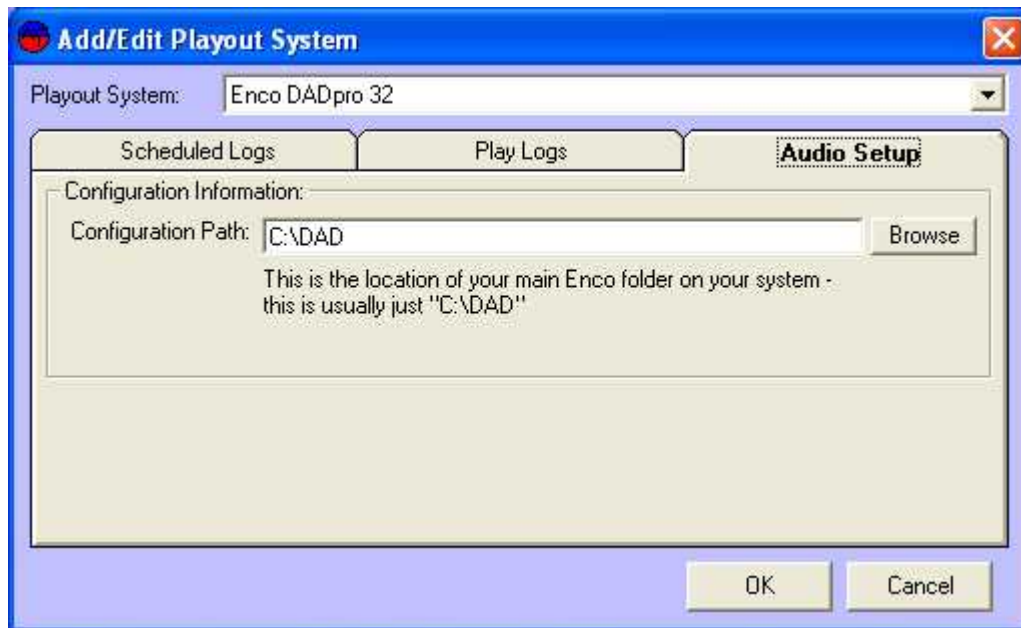 Add/Edit Playout System
Playout System: Enco DADpro 32
Scheduled Logs Play Logs Audio Setup
Configuration Information:
Configuration Path: C:\DAD Browse
This is the location of your main Enco folder on your system -
this is usually just "C:\DAD"
OK Cancel